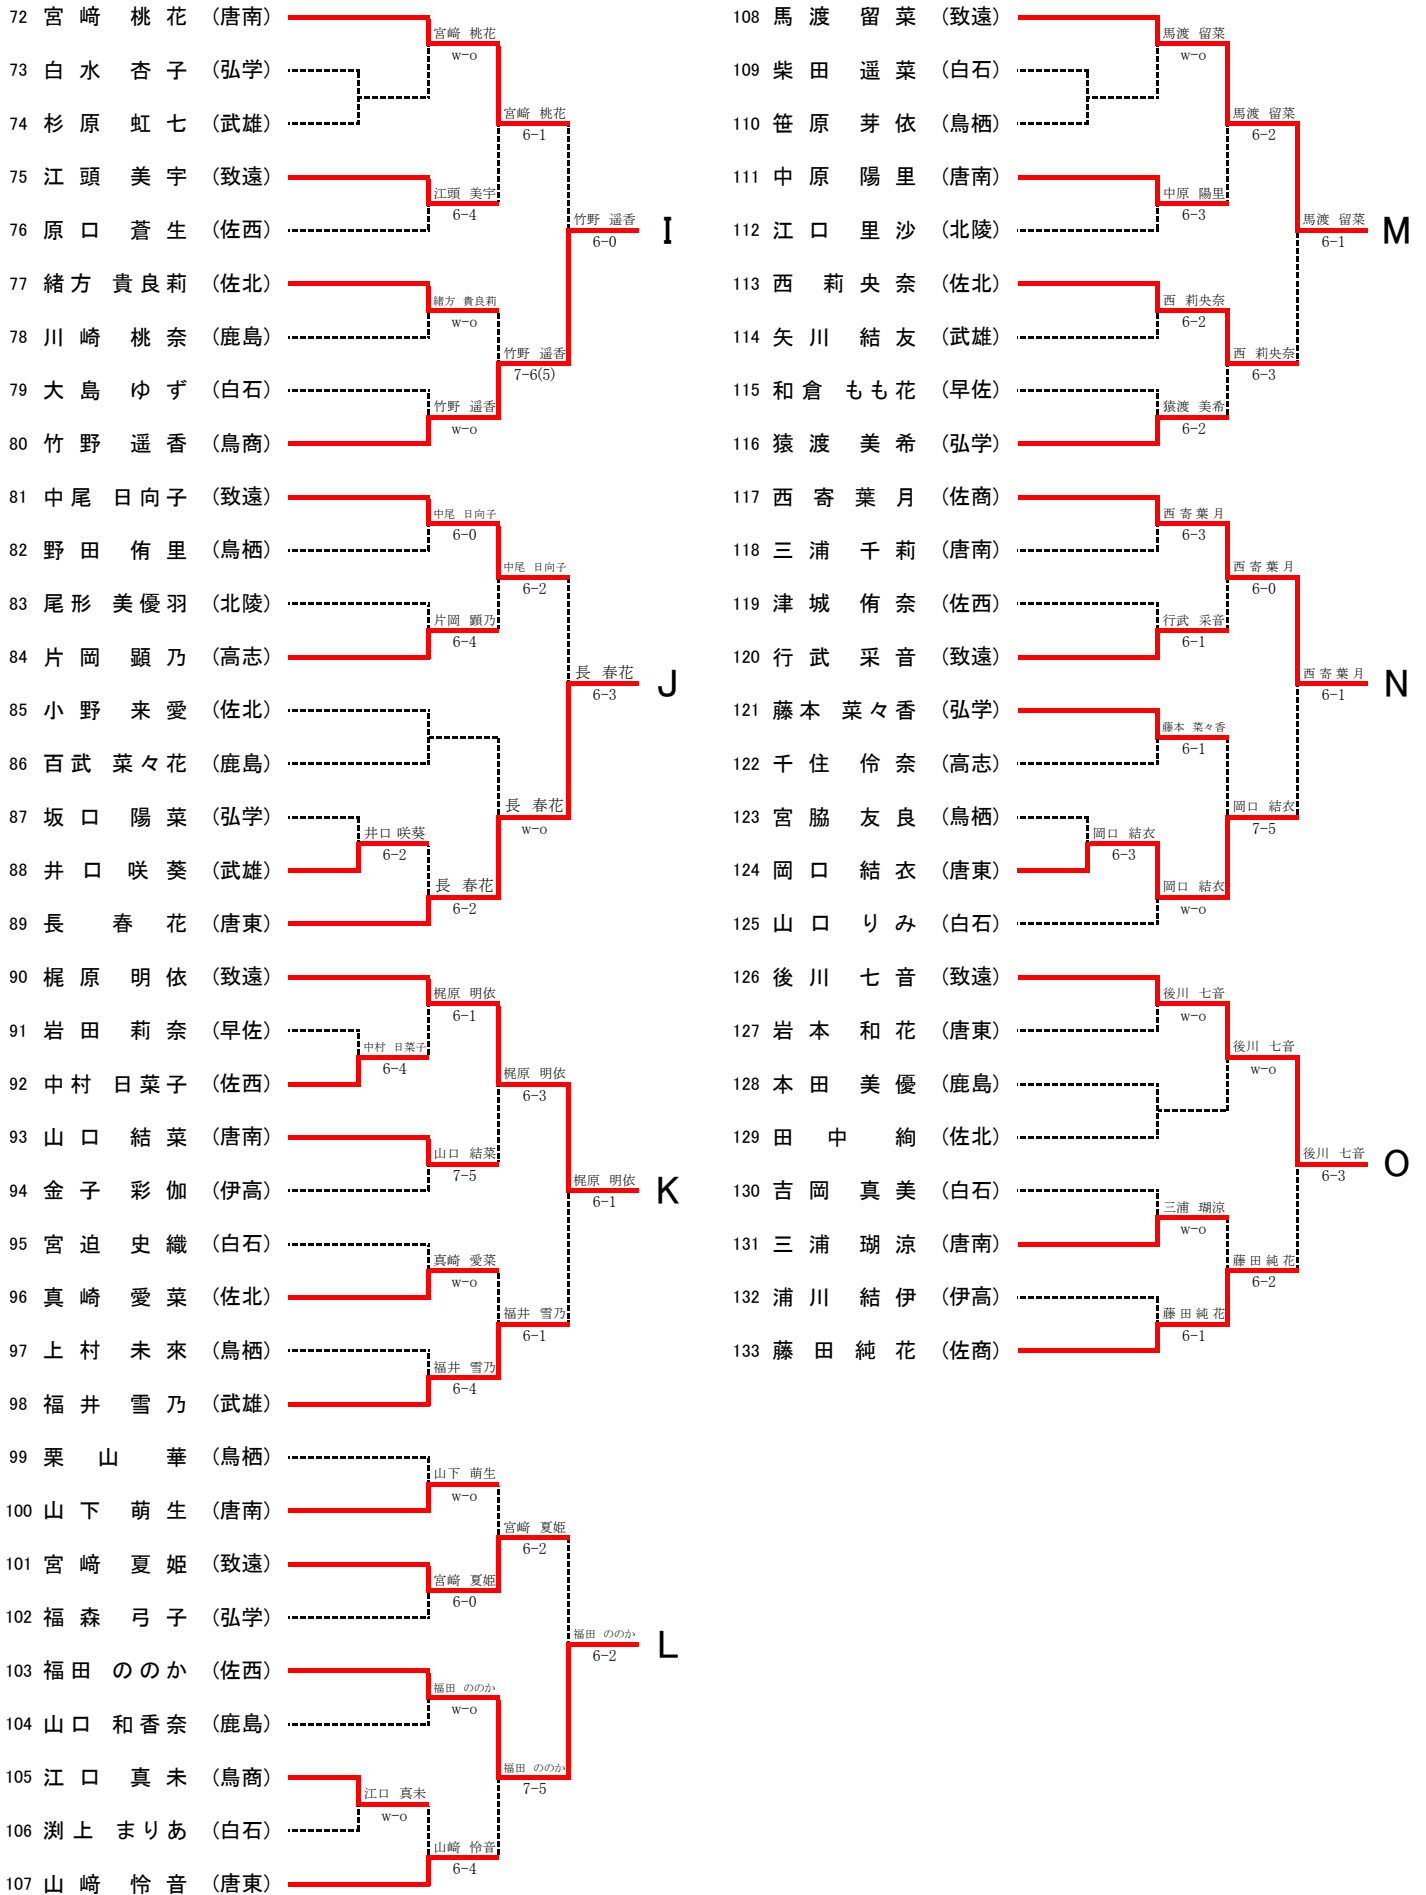 72 宮﨑 桃花 (唐南)
宮﨑 桃花
w-o
73 白水 杏子 (弘学)
74 杉原 虹七 (武雄)
宮﨑 桃花
6-1
75 江頭 美宇 (致遠)
江頭 美宇
6-4
76 原口 蒼生 (佐西)
竹野 遥香
6-0
I
77 緒方 貴良莉 (佐北)
緒方 貴良莉
w-o
78 川崎 桃奈 (鹿島)
竹野 遥香
7-6(5)
79 大島 ゆず (白石)
竹野 遥香
w-o
80 竹野 遥香 (鳥商)
81 中尾 日向子 (致遠)
中尾 日向子
6-0
82 野田 侑里 (鳥栖)
中尾 日向子
6-2
83 尾形 美優羽 (北陵)
片岡 顕乃
6-4
84 片岡 顕乃 (高志)
長 春花
6-3
J
85 小野 来愛 (佐北)
86 百武 菜々花 (鹿島)
87 坂口 陽菜 (弘学)
長 春花
w-o
井口 咲葵
6-2
88 井口 咲葵 (武雄)
長 春花
6-2
89 長 春花 (唐東)
90 梶原 明依 (致遠)
梶原 明依
6-1
91 岩田 莉奈 (早佐)
中村 日菜子
6-4
92 中村 日菜子 (佐西)
梶原 明依
6-3
93 山口 結菜 (唐南)
山口 結菜
7-5
94 金子 彩伽 (伊高)
梶原 明依
6-1
K
95 宮迫 史織 (白石)
真崎 愛菜
w-o
96 真崎 愛菜 (佐北)
福井 雪乃
6-1
97 上村 未來 (鳥栖)
福井 雪乃
6-4
98 福井 雪乃 (武雄)
99 栗山 華 (鳥栖)
山下 萌生
w-o
100 山下 萌生 (唐南)
宮﨑 夏姫
6-2
101 宮﨑 夏姫 (致遠)
宮﨑 夏姫
6-0
102 福森 弓子 (弘学)
福田 ののか
6-2
L
103 福田 ののか (佐西)
福田 ののか
w-o
104 山口 和香奈 (鹿島)
福田 ののか
7-5
105 江口 真未 (鳥商)
江口 真未
w-o
106 渕上 まりあ (白石)
山﨑 怜音
6-4
107 山﨑 怜音 (唐東)
108 馬渡 留菜 (致遠)
馬渡 留菜
w-o
109 柴田 遥菜 (白石)
110 笹原 芽依 (鳥栖)
馬渡 留菜
6-2
111 中原 陽里 (唐南)
中原 陽里
6-3
112 江口 里沙 (北陵)
馬渡 留菜
6-1
M
113 西 莉央奈 (佐北)
西 莉央奈
6-2
114 矢川 結友 (武雄)
西 莉央奈
6-3
115 和倉 もも花 (早佐)
猿渡 美希
6-2
116 猿渡 美希 (弘学)
117 西寄葉月 (佐商)
西寄葉月
6-3
118 三浦 千莉 (唐南)
西寄葉月
6-0
119 津城 侑奈 (佐西)
行武 采音
6-1
120 行武 采音 (致遠)
西寄葉月
6-1
N
121 藤本 菜々香 (弘学)
藤本 菜々香
6-1
122 千住 伶奈 (高志)
岡口 結衣
7-5
123 宮脇 友良 (鳥栖)
岡口 結衣
6-3
124 岡口 結衣 (唐東)
岡口 結衣
w-o
125 山口 りみ (白石)
126 後川 七音 (致遠)
後川 七音
w-o
127 岩本 和花 (唐東)
後川 七音
w-o
128 本田 美優 (鹿島)
129 田中 絢 (佐北)
後川 七音
6-3
O
130 吉岡 真美 (白石)
三浦 瑚涼
w-o
131 三浦 瑚涼 (唐南)
藤田純花
6-2
132 浦川 結伊 (伊高)
藤田純花
6-1
133 藤田純花 (佐商)